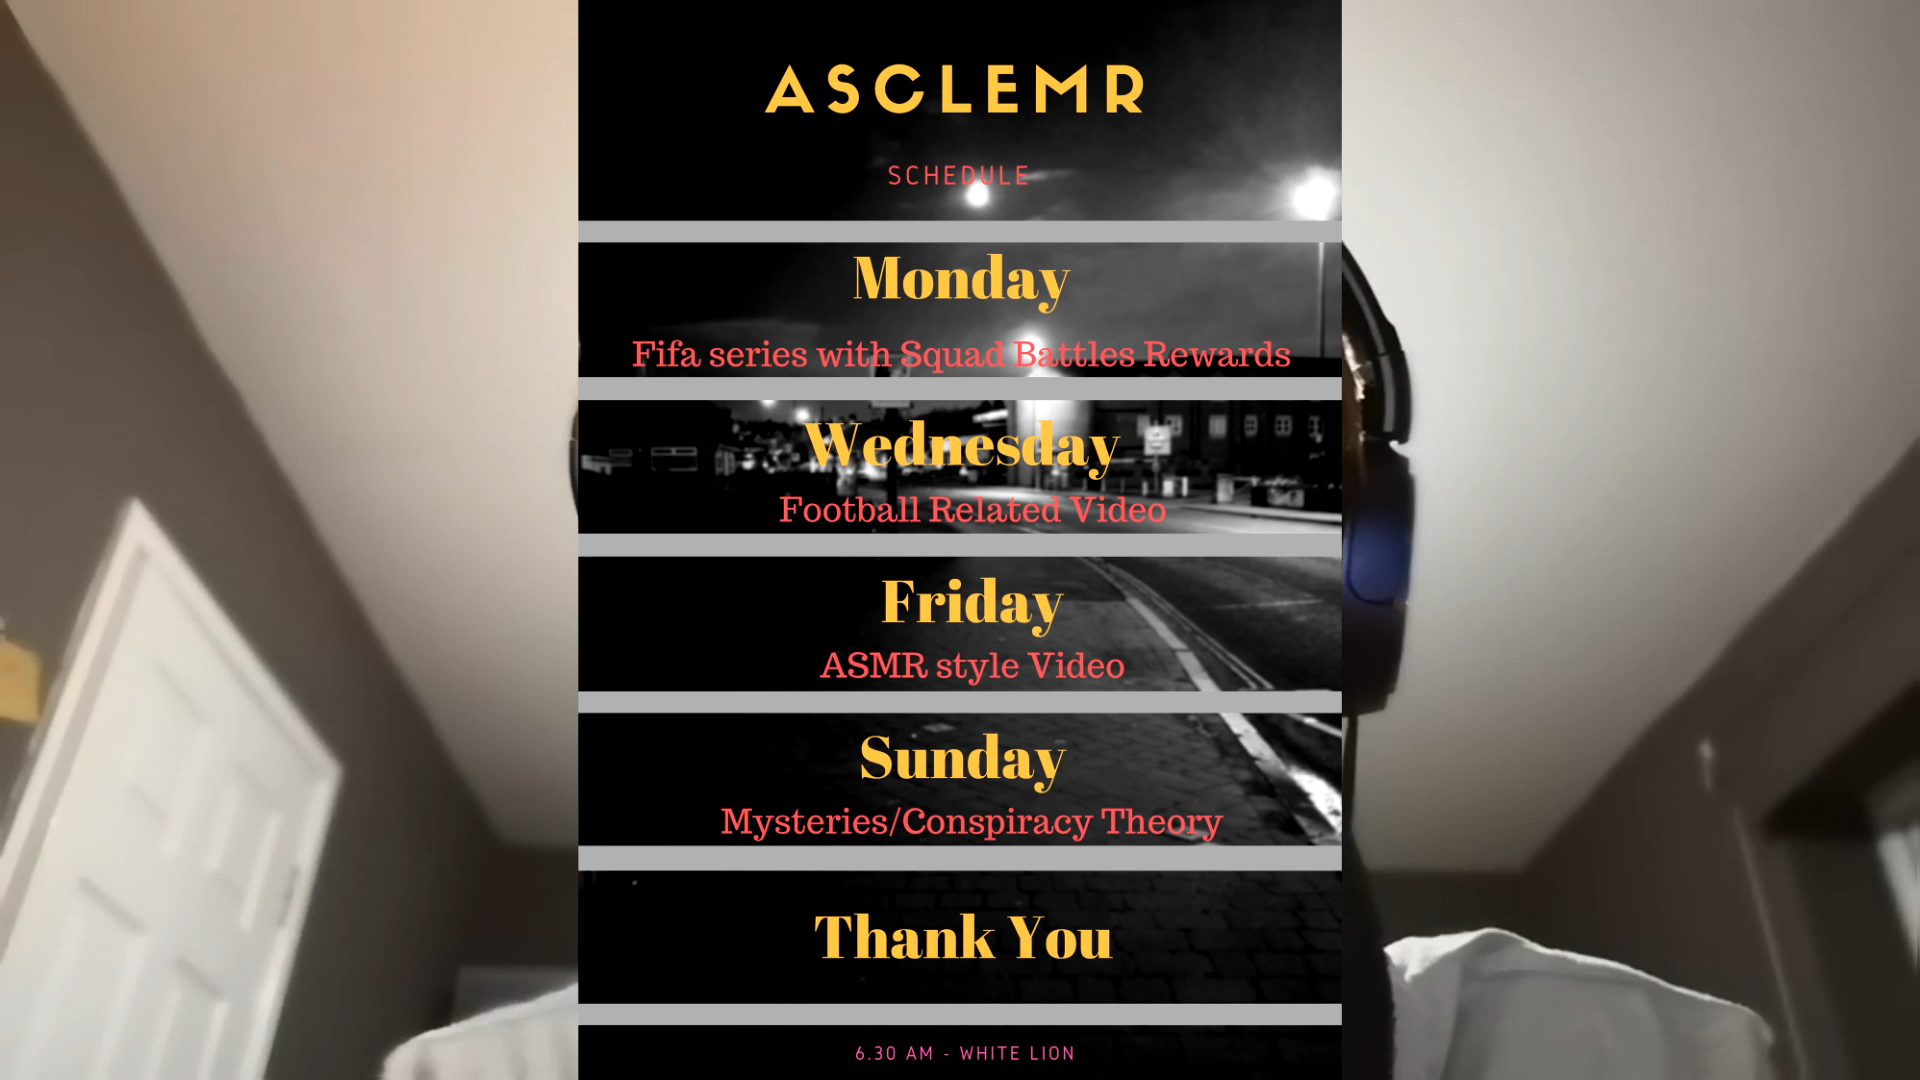 ASCLEMR
SCHEDULE
Monday
Fifa series with Squad Battles Rewards
Wednesday
Football Related Video
Friday
ASMR style Video
Sunday
Mysteries/Conspiracy Theory
Thank You
6.30 AM - WHITE LION